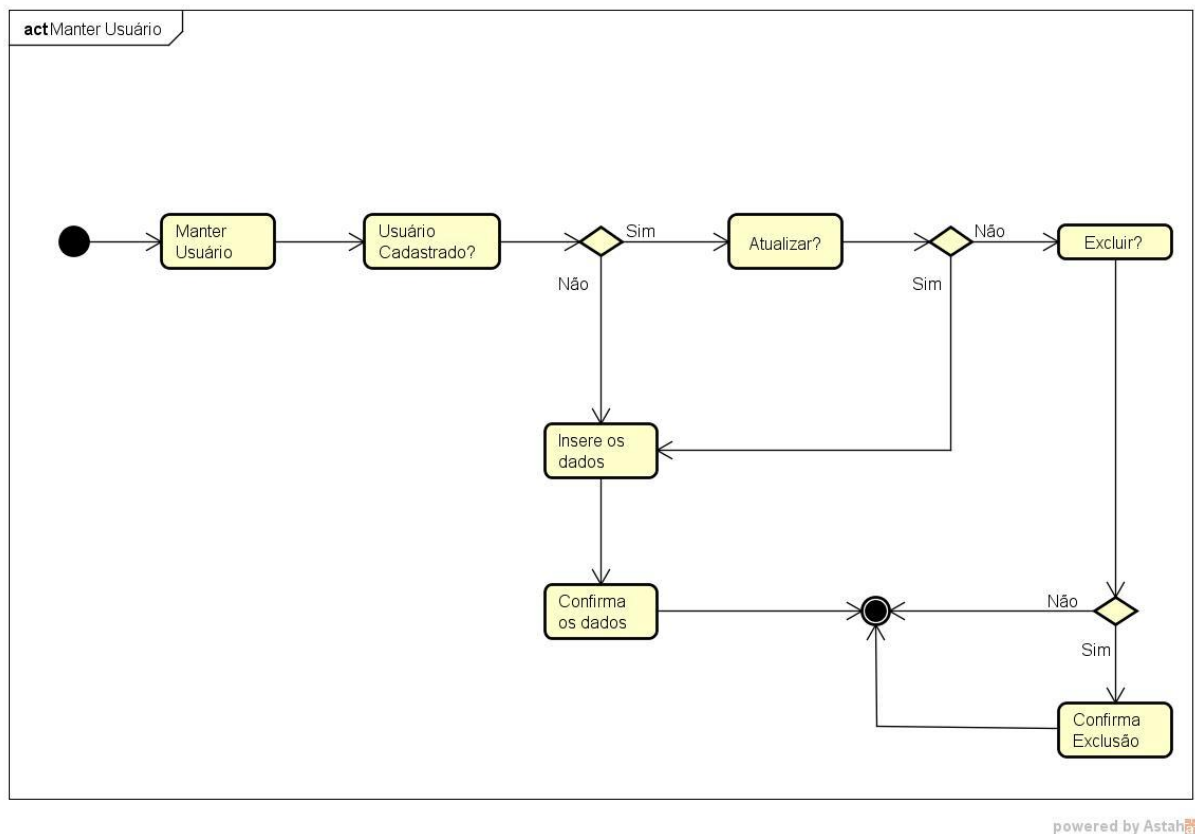 act Manter Usuário
Manter
Usuário
Usuário
Cadastrado?
Sim
Não
Atualizar?
Não
Sim
Excluir?
Insere os
dados
Confirma
os dados
Não
Sim
Confirma
Exclusão
powered by Astah